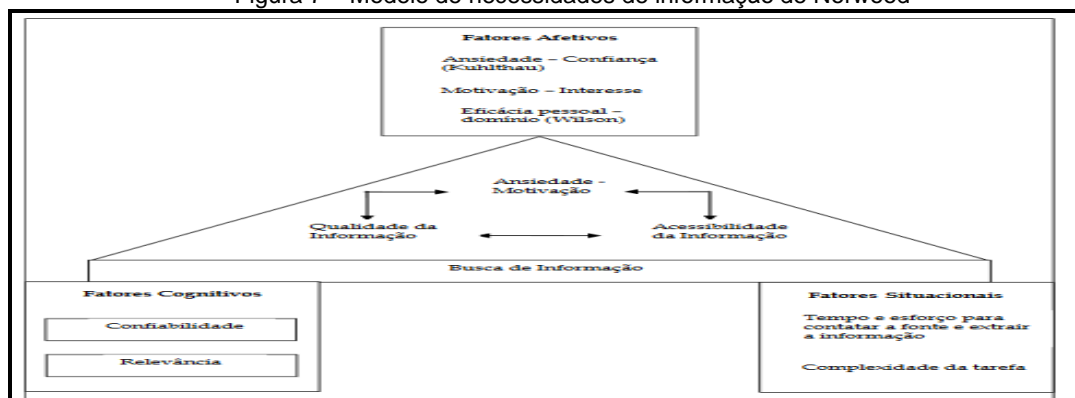 Figura 7 – Modelo de necessidades de informação de Norwood
Fatores Afetivos
Ansiedade – Confiança
(Kuhlthau)
Motivação – Interesse
Eficácia pessoal –
domínio (Wilson)
Ansiedade -
Motivação
Qualidade da
Informação
Acessibilidade
da Informação
Busca de Informação
Fatores Cognitivos
Confiabilidade
Relevância
Fatores Situacionais
Tempo e esforço para
contatar a fonte e extrair
a informação
Complexidade da tarefa